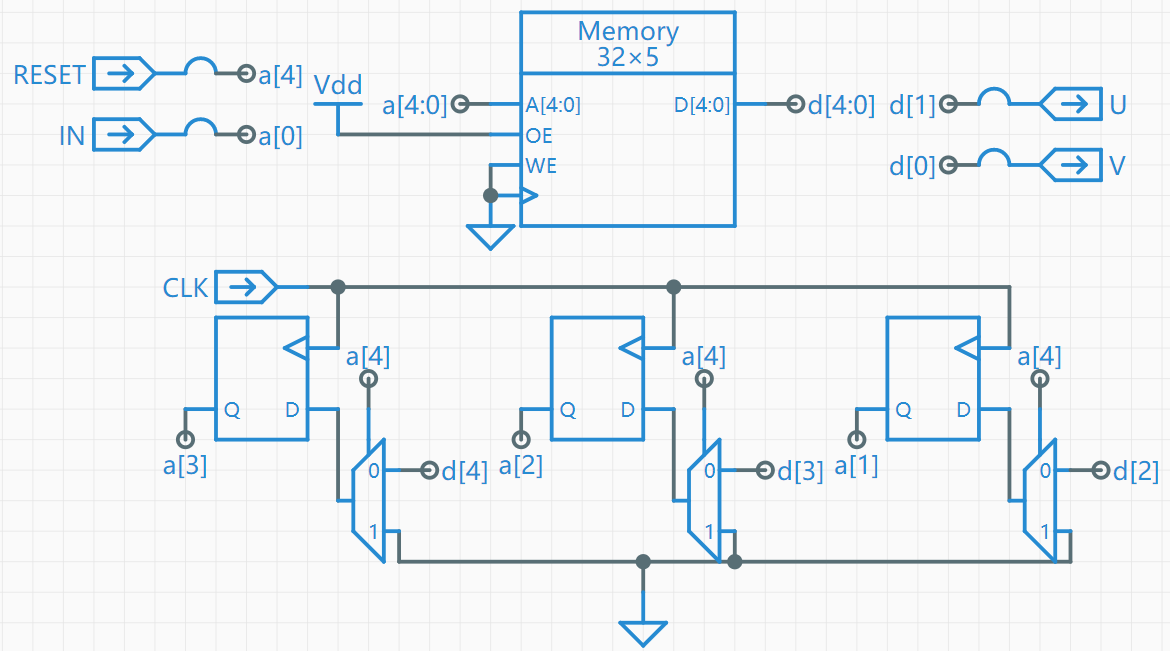 RESET
a[4]
IN
a[0]
Vdd
Memory
32×5
a[4:0]
A[4:0]
OE
WE
D[4:0]
d[4:0]
d[1]
U
d[0]
V
CLK
a[4]
Q
D
a[3]
0
1
d[4]
a[4]
Q
D
a[2]
0
1
d[3]
a[4]
Q
D
a[1]
0
1
d[2]